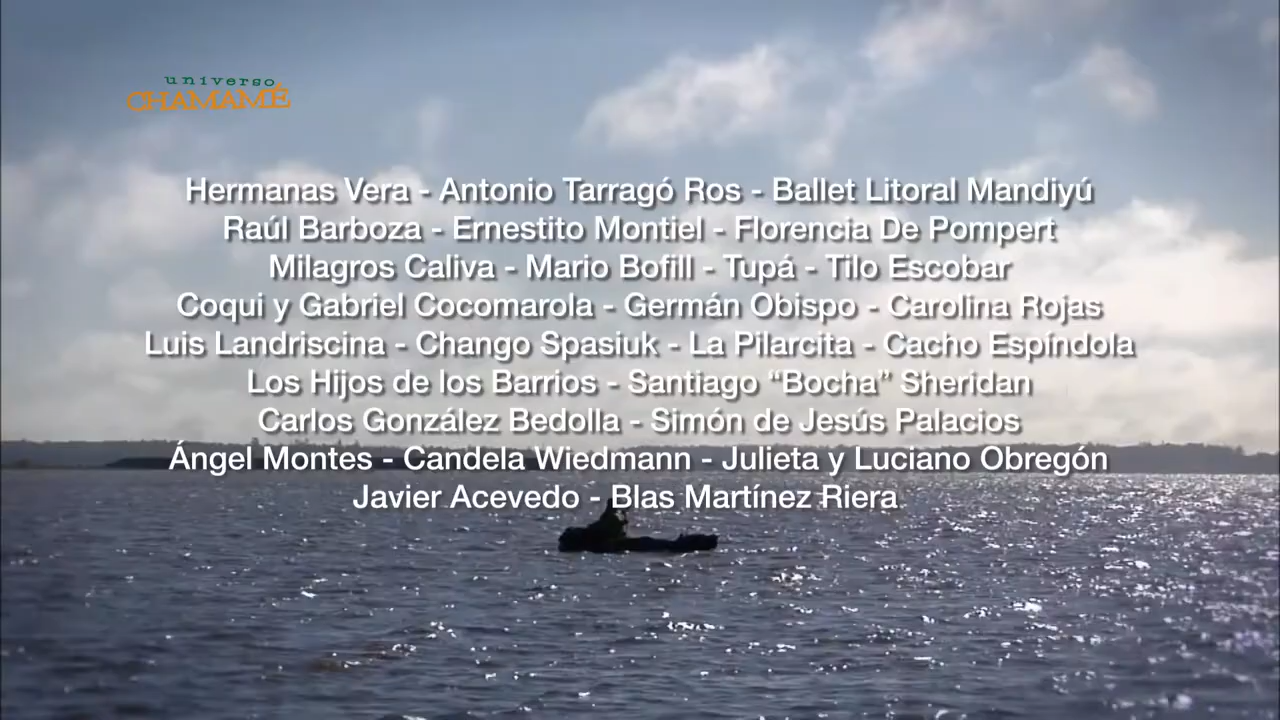 universo
CHAMAMÉ
Hermanas Vera - Antonio Tarragó Ros - Ballet Litoral Mandiyú
Raúl Barboza - Ernestito Montiel - Florencia De Pompert
Milagros Caliva - Mario Bofill - Tupá - Tilo Escobar
Coqui y Gabriel Cocomarola - Germán Obispo - Carolina Rojas
Luis Landriscina - Chango Spasiuk - La Pilarcita - Cacho Espíndola
Los Hijos de los Barrios - Santiago “Bocha” Sheridan
Carlos González Bedolla - Simón de Jesús Palacios
Ángel Montes - Candela Wiedmann - Julieta y Luciano Obregón
Javier Acevedo - Blas Martínez Riera